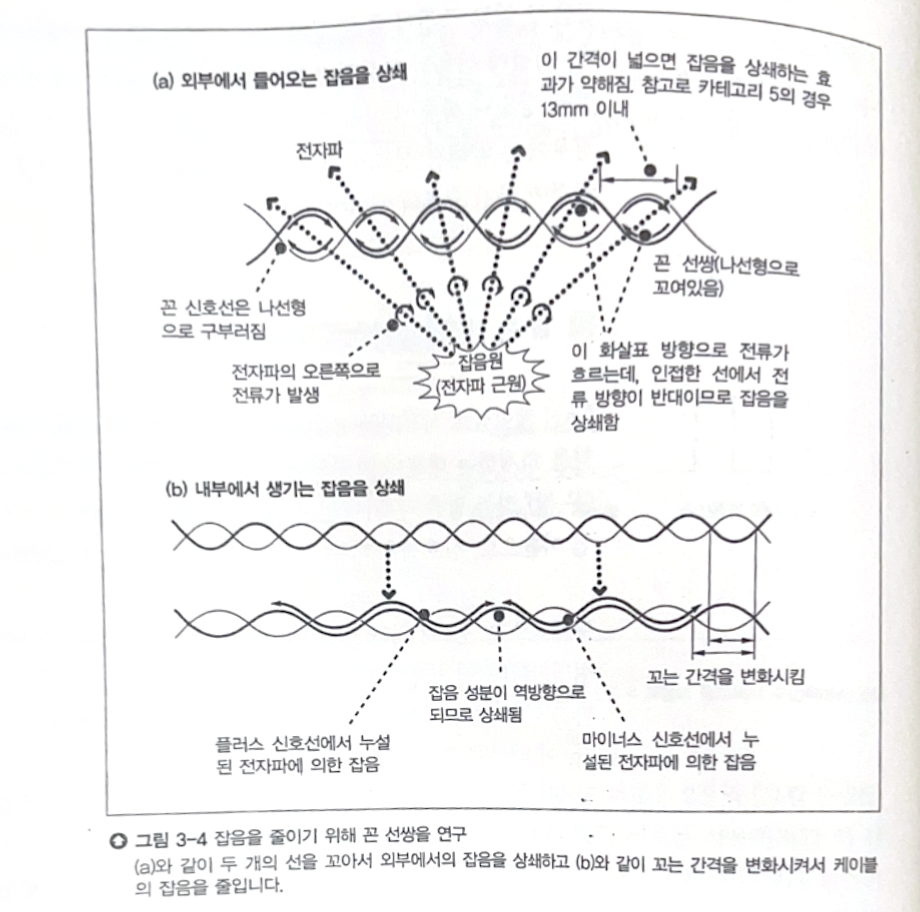 (a) 외부에서 들어오는 잡음을 상쇄
이 간격이 넓으면 잡음을 상쇄하는 효
과가 약해짐. 참고로 카테고리 5의 경우
13mm 이내
전자파
꼰 선쌍(나선형으로
꼬여있음)
꼰 신호선은 나선형
으로 구부러짐
전자파의 오른쪽으로
전류가 발생
잡음원
(전자파 근원)
이 화살표 방향으로 전류가
흐르는데, 인접한 선에서 전
류 방향이 반대이므로 잡음을
상쇄함
(b) 내부에서 생기는 잡음을 상쇄
꼬는 간격을 변화시킴
잡음 성분이 역방향으로
되므로 상쇄됨
플러스 신호선에서 누설
된 전자파에 의한 잡음
마이너스 신호선에서 누
설된 전자파에 의한 잡음
그림 3-4 잡음을 줄이기 위해 꼰 선쌍을 연구
(a)와 같이 두 개의 선을 꼬아서 외부에서의 잡음을 상쇄하고 (b)와 같이 꼬는 간격을 변화시켜서 케이블
의 잡음을 줄입니다.